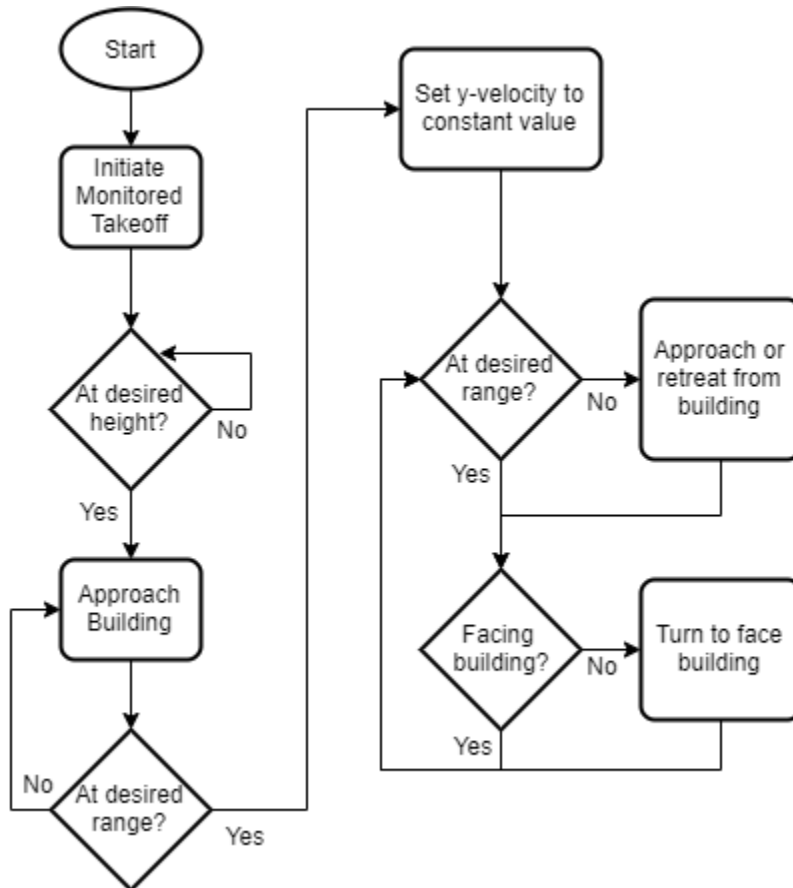 Start
Initiate
Monitored
Takeoff
At desired
height?
No
Yes
Approach
Building
At desired
range?
No
Yes
Set y-velocity to
constant value
At desired
range?
No
Yes
Approach or
retreat from
building
Facing
building?
No
Yes
Turn to face
building